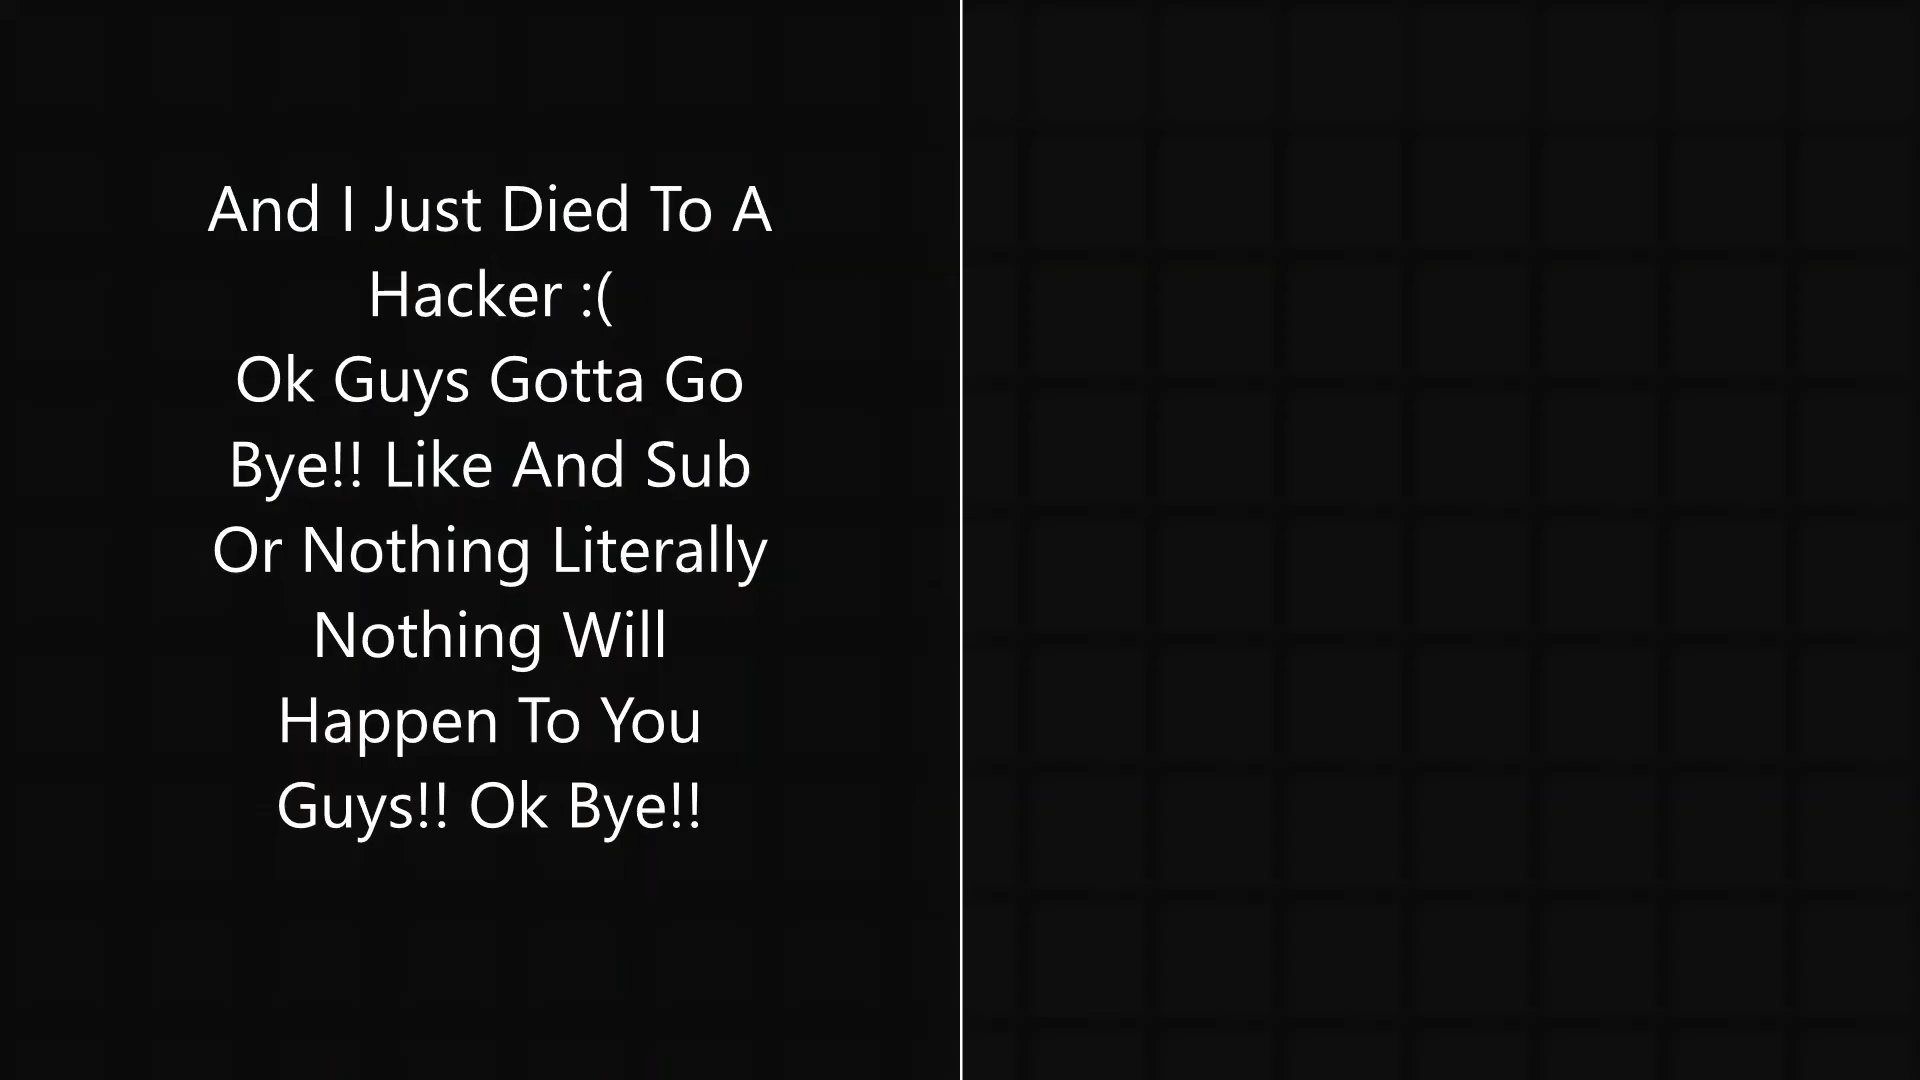 And I Just Died To A
Hacker :(
Ok Guys Gotta Go
Bye!! Like And Sub
Or Nothing Literally
Nothing Will
Happen To You
Guys!! Ok Bye!!